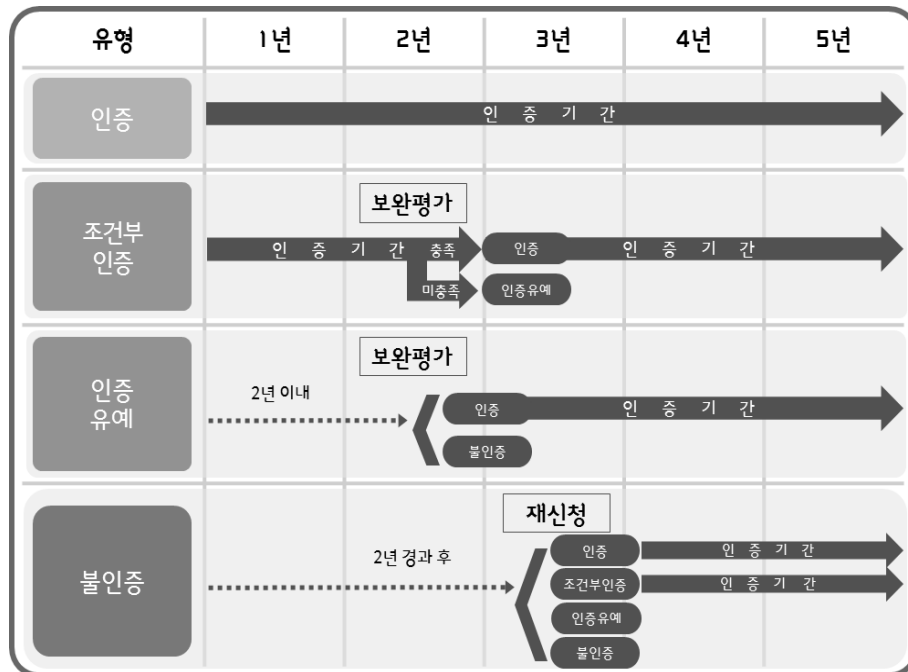 유형 1년 2년 3년 4년 5년
인증
인 증 기 간
조건부
인증
보완평가
인 증 기 간 충족
인증
인 증 기 간
미충족
인증유예
인증
유예
보완평가
2년 이내
인증
인 증 기 간
불인증
불인증
재신청
2년 경과 후
인증
인 증 기 간
조건부인증
인 증 기 간
인증유예
불인증